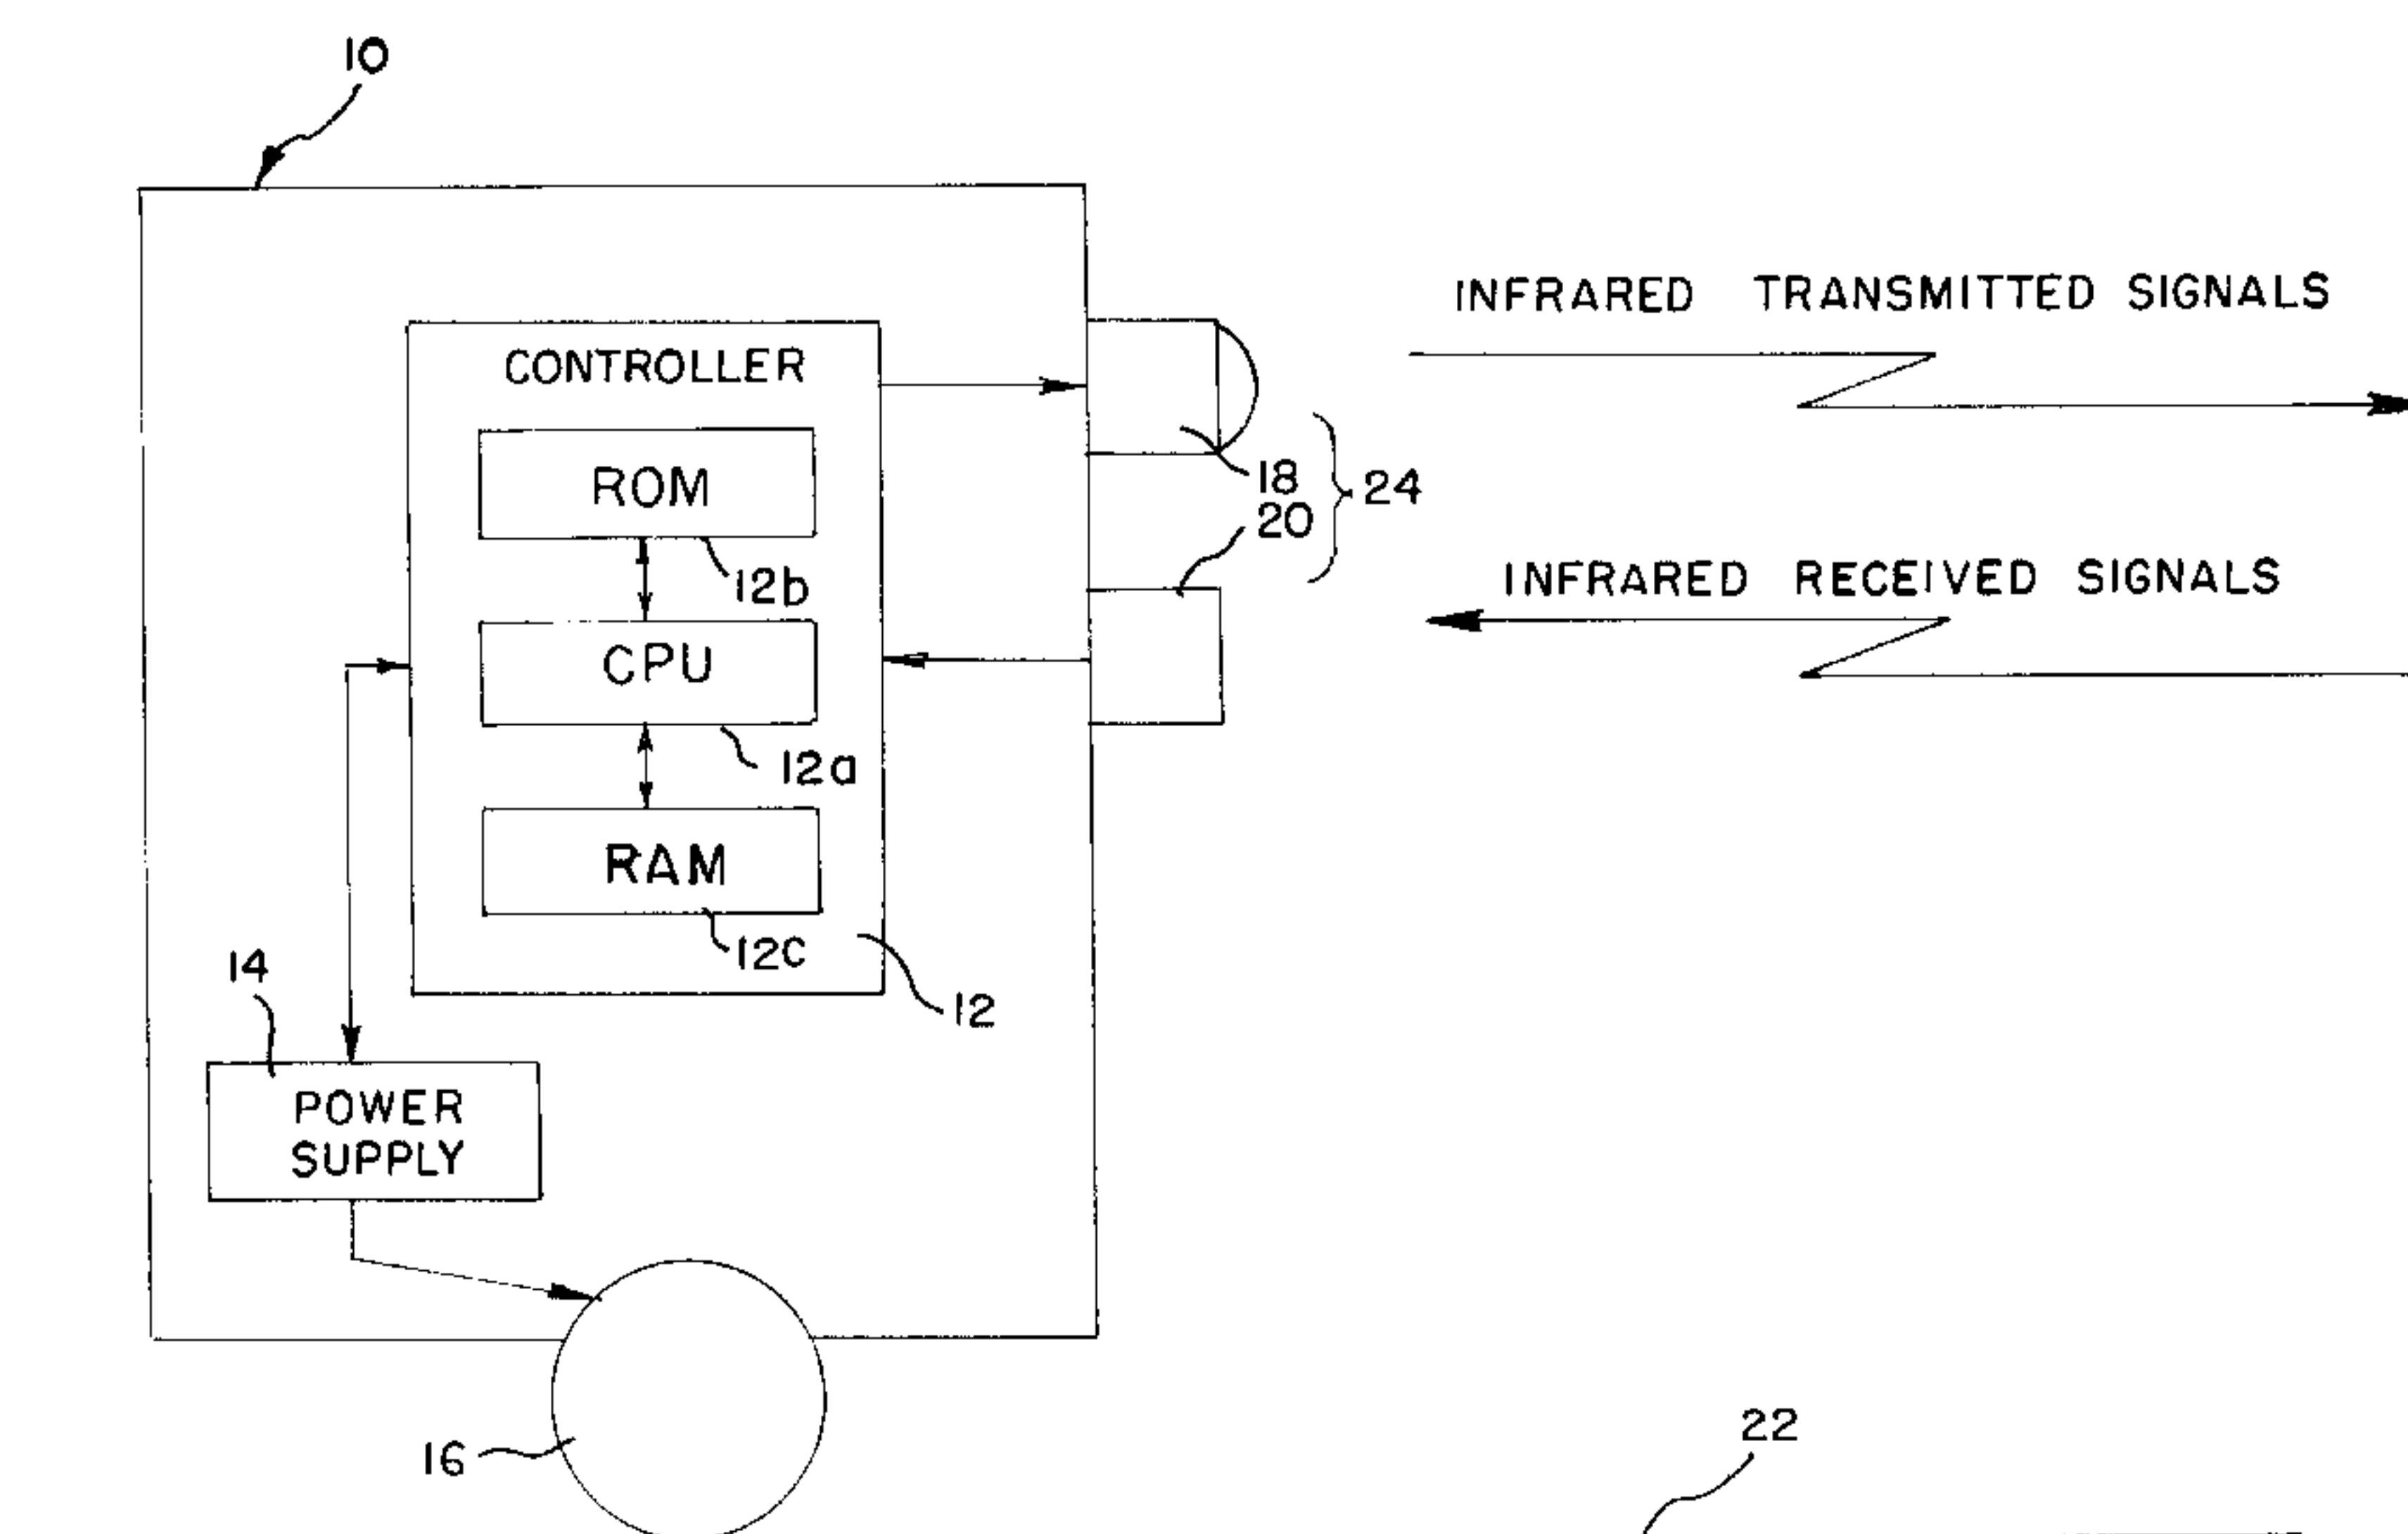 10
INFRARED TRANSMITTED SIGNALS
CONTROLLER
ROM
18
24
20
12b
INFRARED RECEIVED SIGNALS
CPU
12a
RAM
12c
14
12
POWER
SUPPLY
16
22